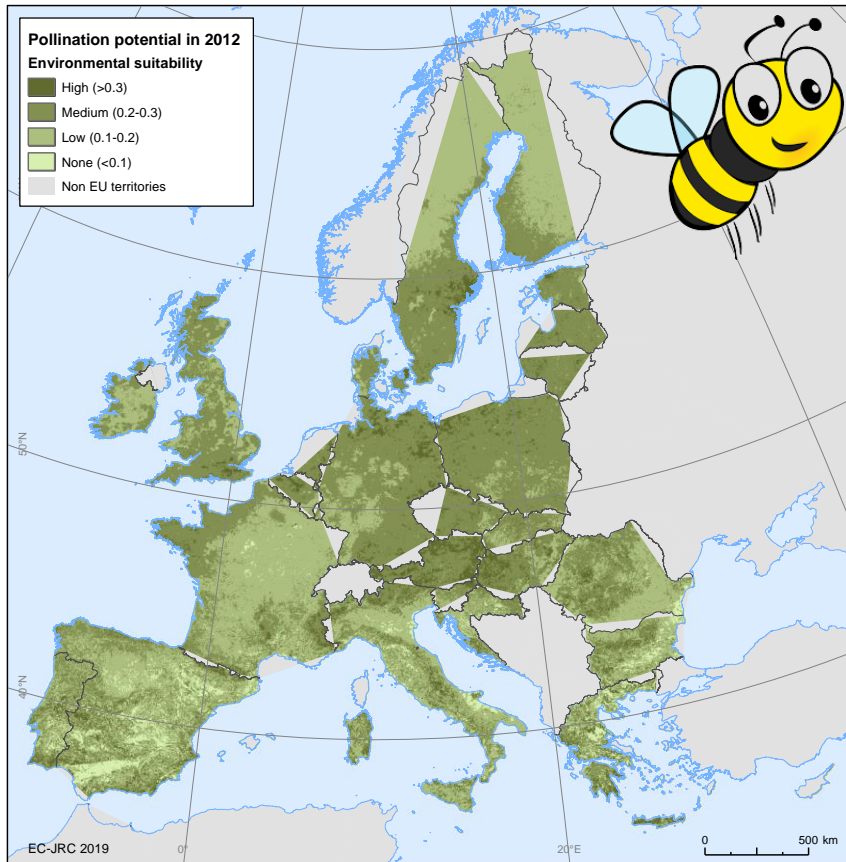 Pollination potential in 2012
Environmental suitability
High (>0.3)
Medium (0.2-0.3)
Low (0.1-0.2)
None (<0.1)
Non EU territories
50°N
40°N
EC-JRC 2019
0°
20°E
0 500 km